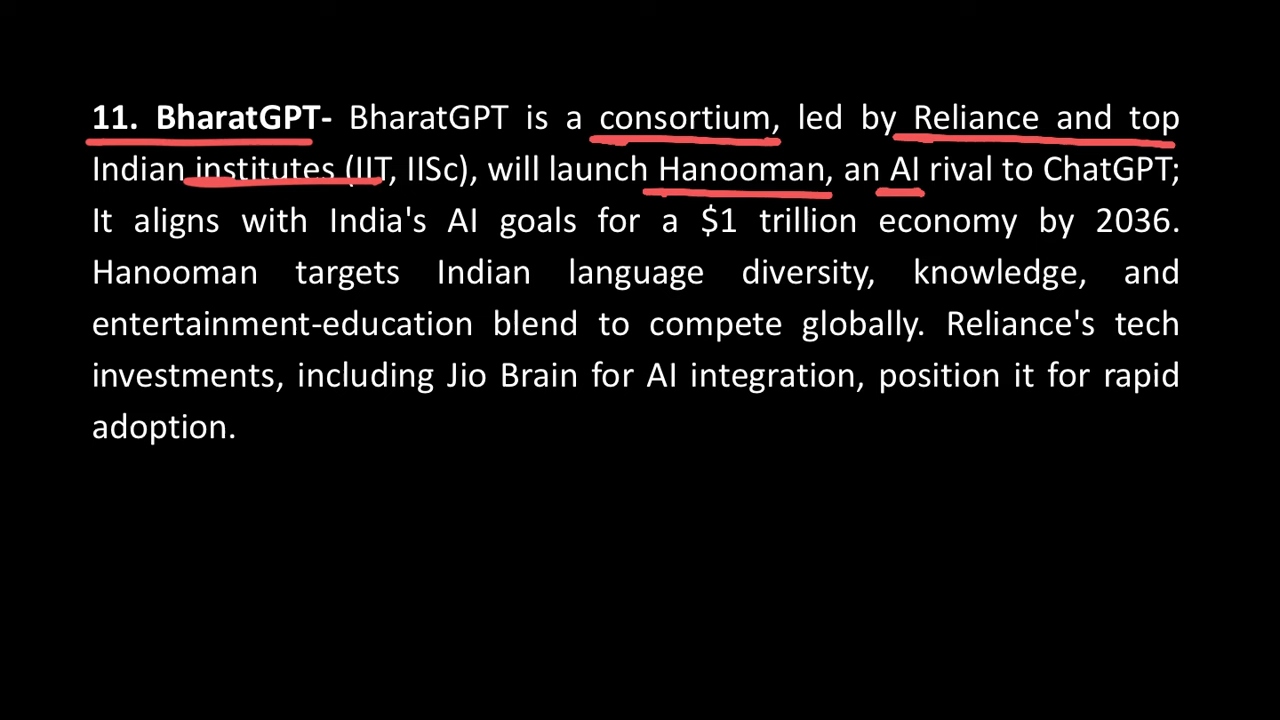 11. BharatGPT- BharatGPT is a consortium, led by Reliance and top
Indian institutes (IIT, IISc), will launch Hanooman, an AI rival to ChatGPT;
It aligns with India's AI goals for a $1 trillion economy by 2036.
Hanooman targets Indian language diversity, knowledge, and
entertainment-education blend to compete globally. Reliance's tech
investments, including Jio Brain for AI integration, position it for rapid
adoption.